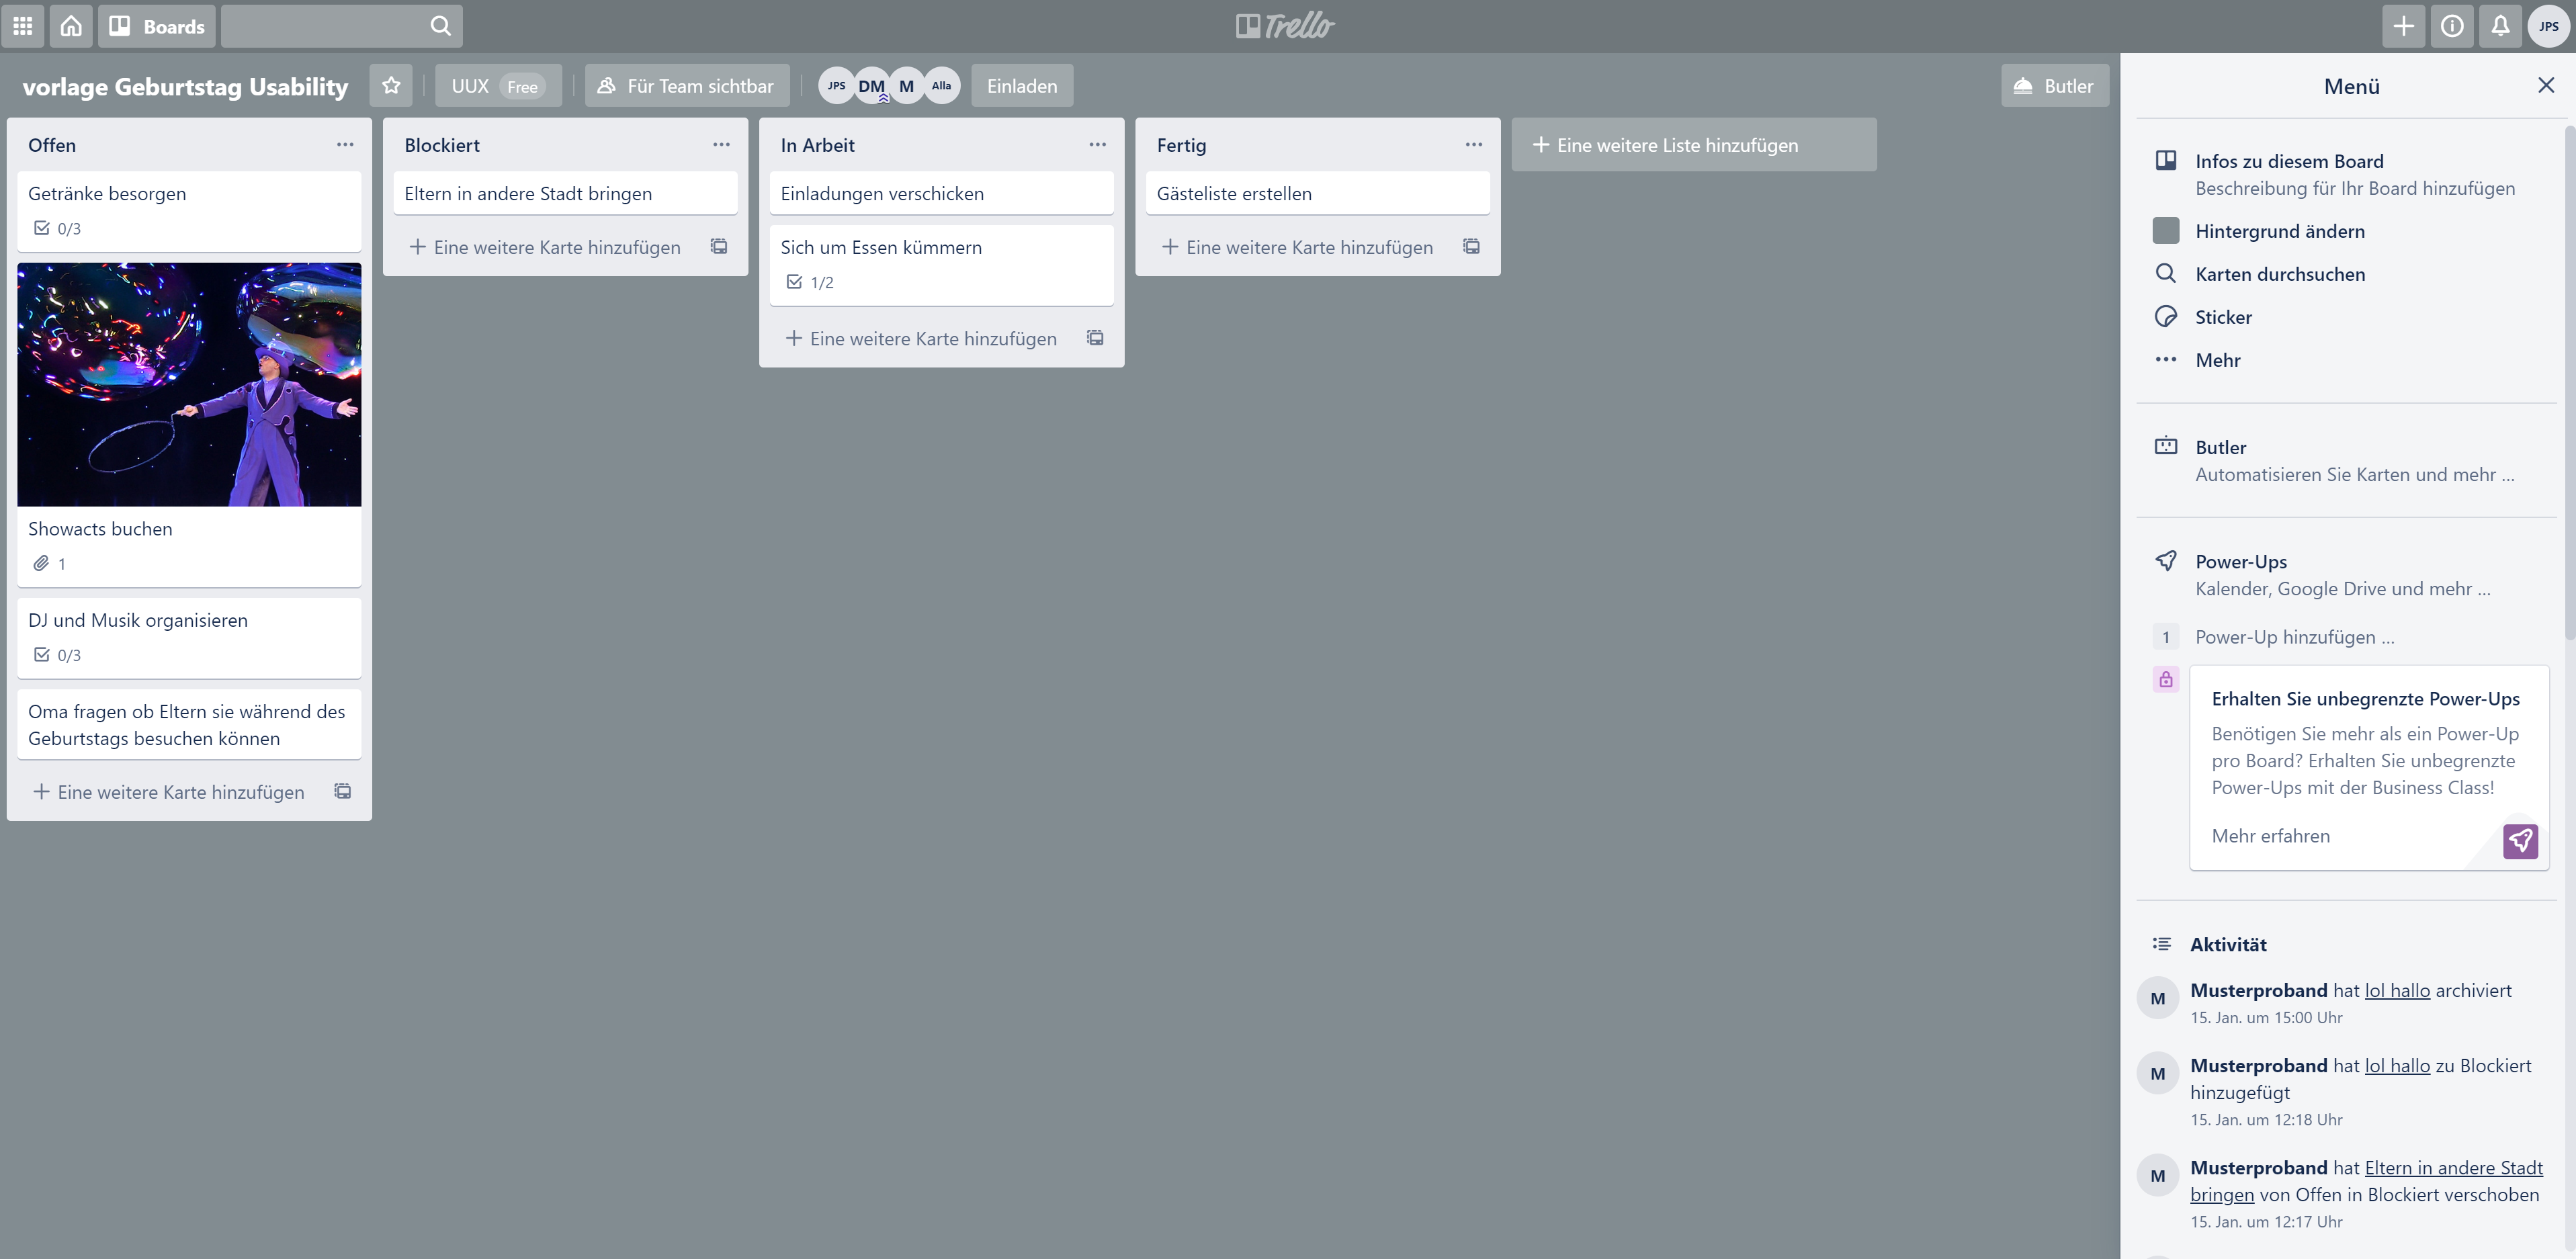 Boards
Trello
JPS
vorlage Geburtstag Usability
UUX Free
Für Team sichtbar
JPS DM M Alla
Einladen
Butler
Offen
Getränke besorgen
0/3
Showacts buchen
1
DJ und Musik organisieren
0/3
Oma fragen ob Eltern sie während des
Geburtstags besuchen können
Eine weitere Karte hinzufügen
Blockiert
Eltern in andere Stadt bringen
Eine weitere Karte hinzufügen
In Arbeit
Einladungen verschicken
Sich um Essen kümmern
1/2
Eine weitere Karte hinzufügen
Fertig
Gästeliste erstellen
Eine weitere Karte hinzufügen
Eine weitere Liste hinzufügen
Menü
Infos zu diesem Board
Beschreibung für Ihr Board hinzufügen
Hintergrund ändern
Karten durchsuchen
Sticker
Mehr
Butler
Automatisieren Sie Karten und mehr ...
Power-Ups
Kalender, Google Drive und mehr ...
1 Power-Up hinzufügen ...
Erhalten Sie unbegrenzte Power-Ups
Benötigen Sie mehr als ein Power-Up
pro Board? Erhalten Sie unbegrenzte
Power-Ups mit der Business Class!
Mehr erfahren
Aktivität
M
Musterproband hat lol hallo archiviert
15. Jan. um 15:00 Uhr
M
Musterproband hat lol hallo zu Blockiert
hinzugefügt
15. Jan. um 12:18 Uhr
M
Musterproband hat Eltern in andere Stadt
bringen von Offen in Blockiert verschoben
15. Jan. um 12:17 Uhr